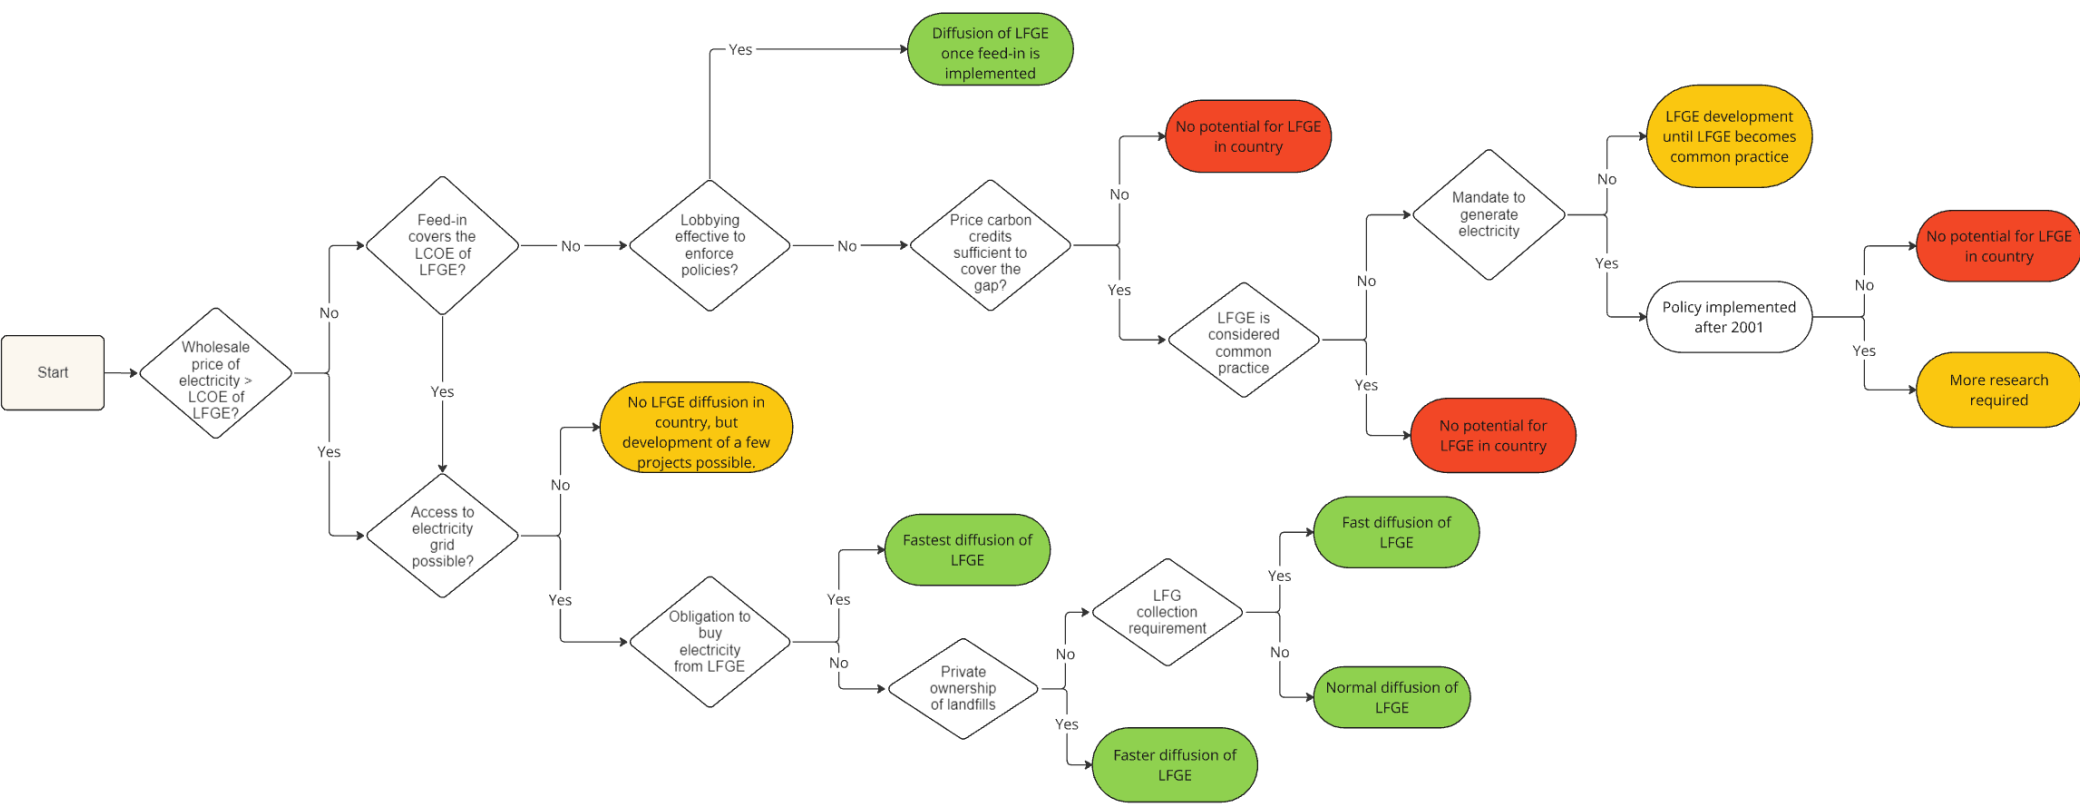 Start
Wholesale
price of
electricity >
LCOE of
LFGE?
No
Yes
Feed-in
covers the
LCOE of
LFGE?
No
Yes
Lobbying
effective to
enforce
policies?
Yes
No
Diffusion of LFGE
once feed-in is
implemented
Price carbon
credits
sufficient to
cover the
gap?
No
Yes
No potential for LFGE
in country
LFGE is
considered
common
practice
No
Yes
No potential for
LFGE in country
Mandate to
generate
electricity
No
Yes
LFGE development
until LFGE becomes
common practice
Policy implemented
after 2001
No
Yes
No potential for LFGE
in country
More research
required
Access to
electricity
grid
possible?
No
Yes
No LFGE diffusion in
country, but
development of a few
projects possible.
Obligation to
buy
electricity
from LFGE
Yes
No
Fastest diffusion of
LFGE
Private
ownership
of landfills
No
Yes
Faster diffusion of
LFGE
LFG
collection
requirement
Yes
No
Fast diffusion of
LFGE
Normal diffusion of
LFGE